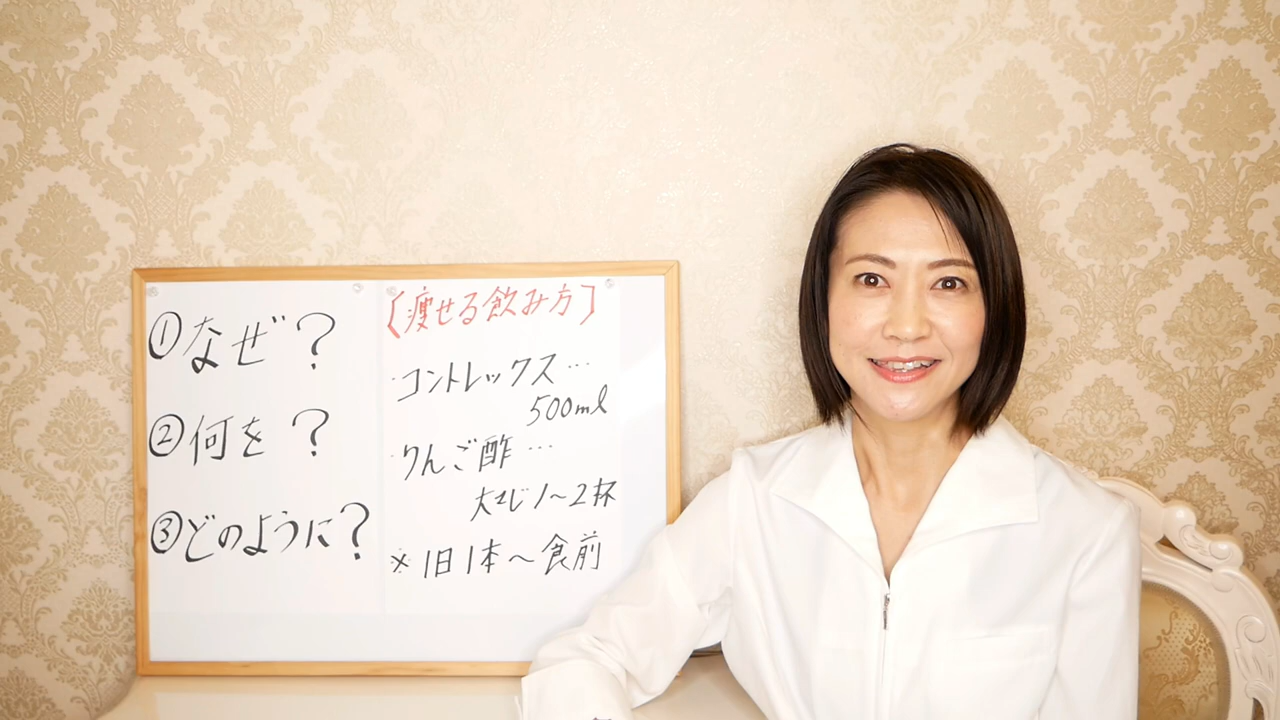 ①なぜ?
②何を?
③どのように?
【痩せる飲み方】
・コントレックス…
500ml
・りんご酢…
大さじ1〜2杯
※1日1本〜食前